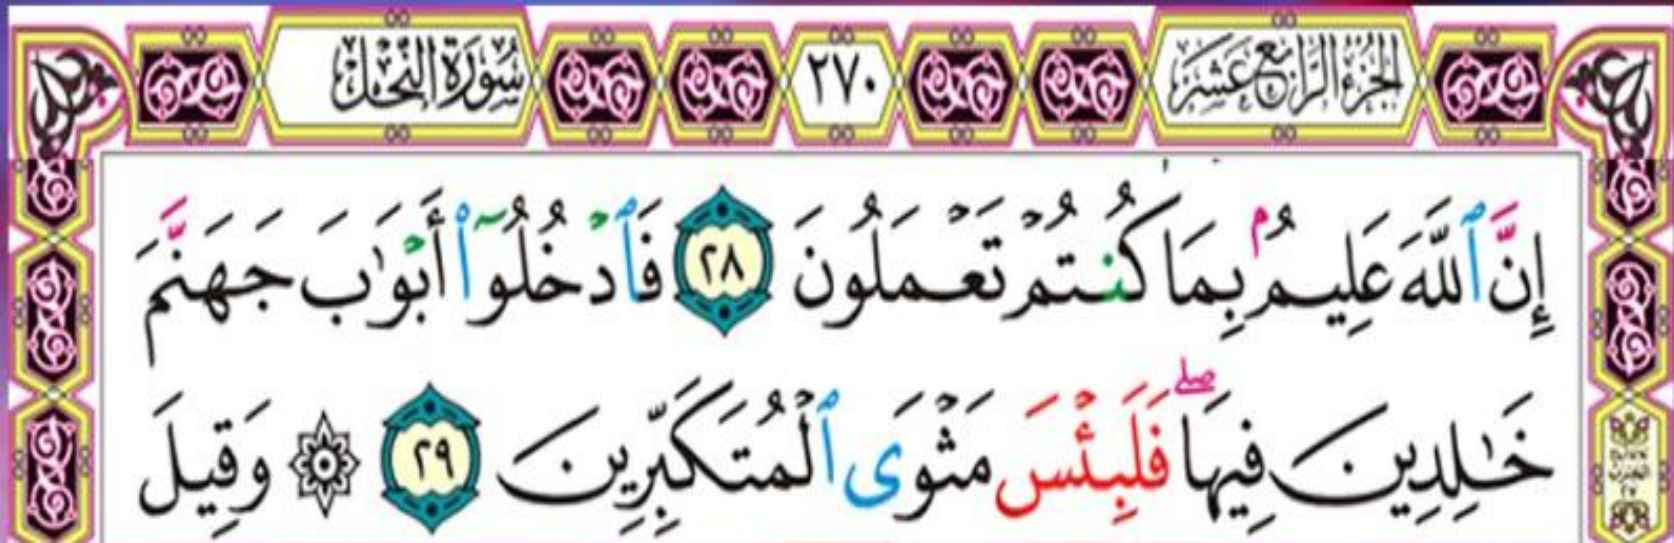 الجزء الرابع عشر ٢٧٠ سورة النحل
إِنَّ ٱللَّهَ عَلِيمُۢ بِمَا كُنتُمْ تَعْمَلُونَ ٢٨ فَٱدْخُلُوٓا۟ أَبْوَٰبَ جَهَنَّمَ
خَٰلِدِينَ فِيهَاۖ فَلَبِئْسَ مَثْوَى ٱلْمُتَكَبِّرِينَ ٢٩ ۞ وَقِيلَ